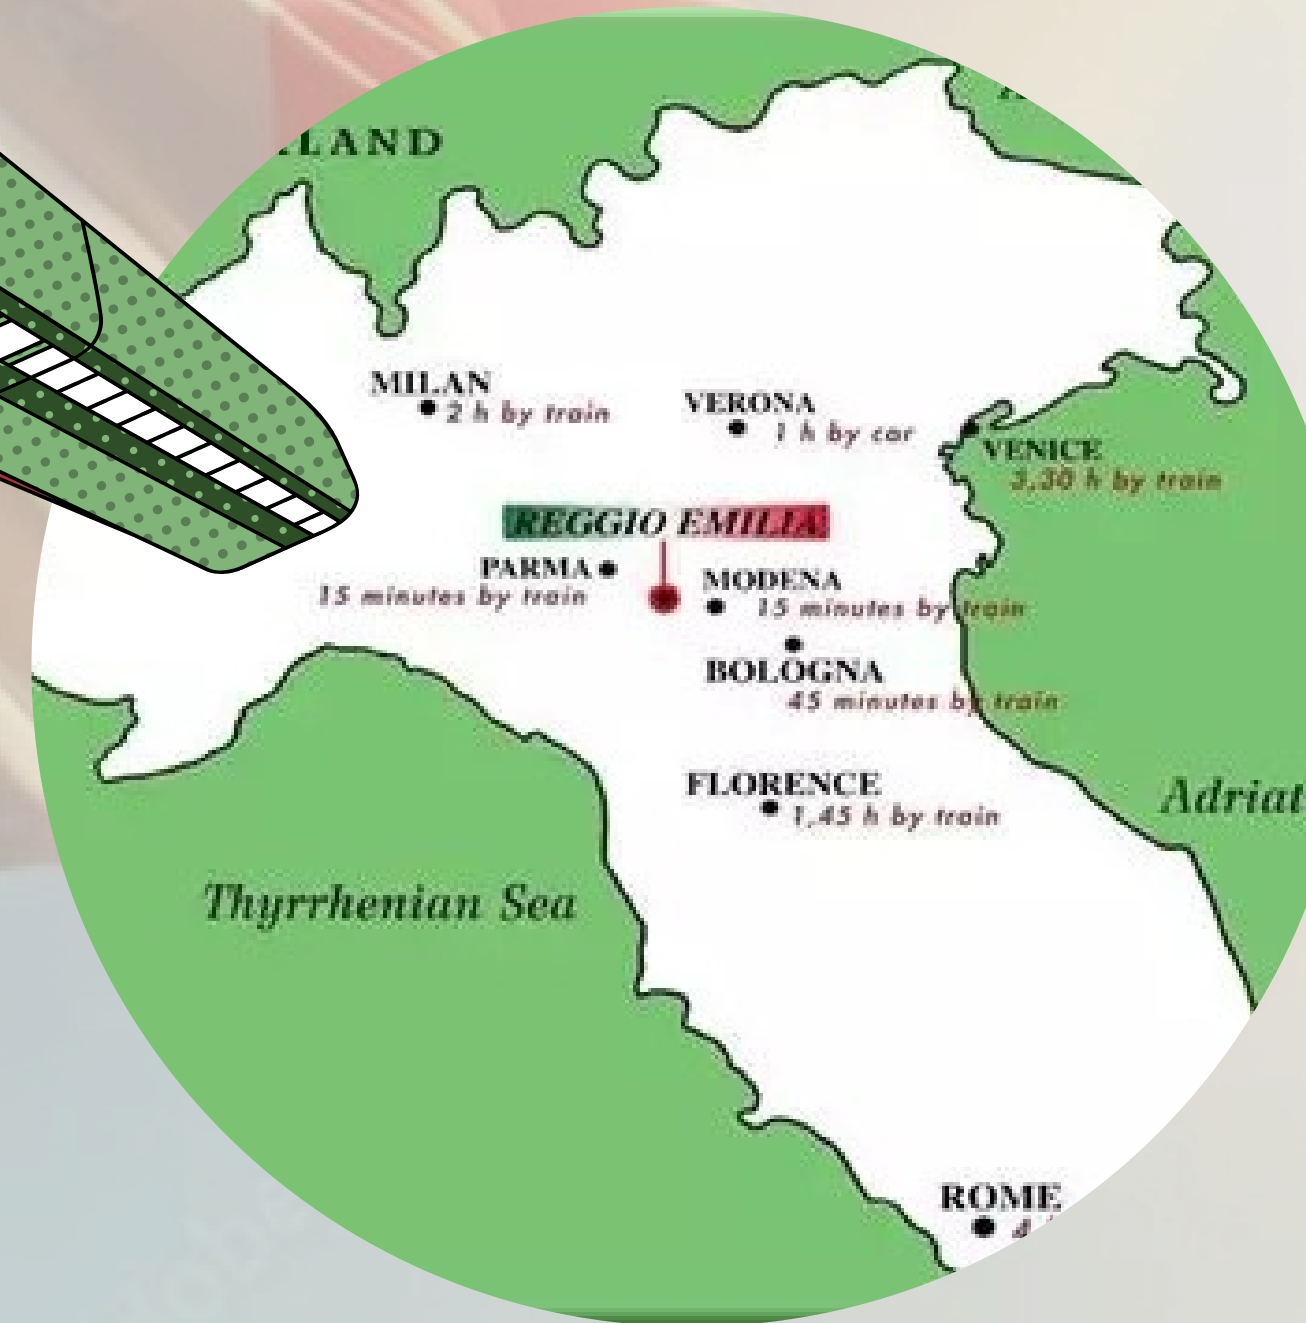 LAND
MILAN
2 h by train
VERONA
1 h by car
VENICE
3,30 h by train
REGGIO EMILIA
PARMA
15 minutes by train
MODENA
15 minutes by train
BOLOGNA
45 minutes by train
FLORENCE
1,45 h by train
Adriat
Thyrrhenian Sea
ROME
4